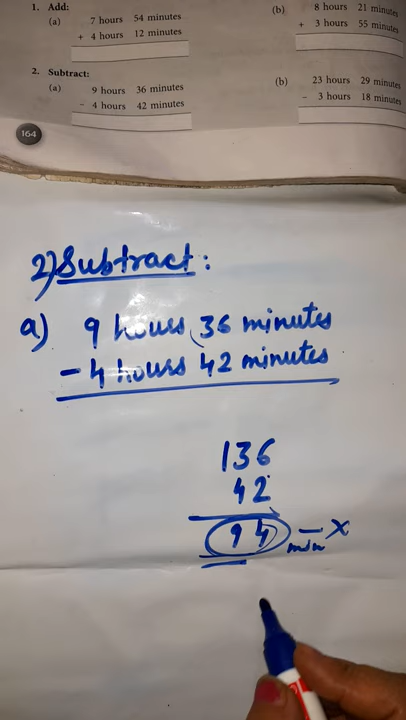 1. Add:
(a) 7 hours 54 minutes
+ 4 hours 12 minutes
(b) 8 hours 21 minutes
+ 3 hours 55 minutes
2. Subtract:
(a) 9 hours 36 minutes
− 4 hours 42 minutes
(b) 23 hours 29 minutes
− 3 hours 18 minutes
164
2) Subtract:
a) 9 hours 36 minutes
- 4 hours 42 minutes
136
42
94 min - x